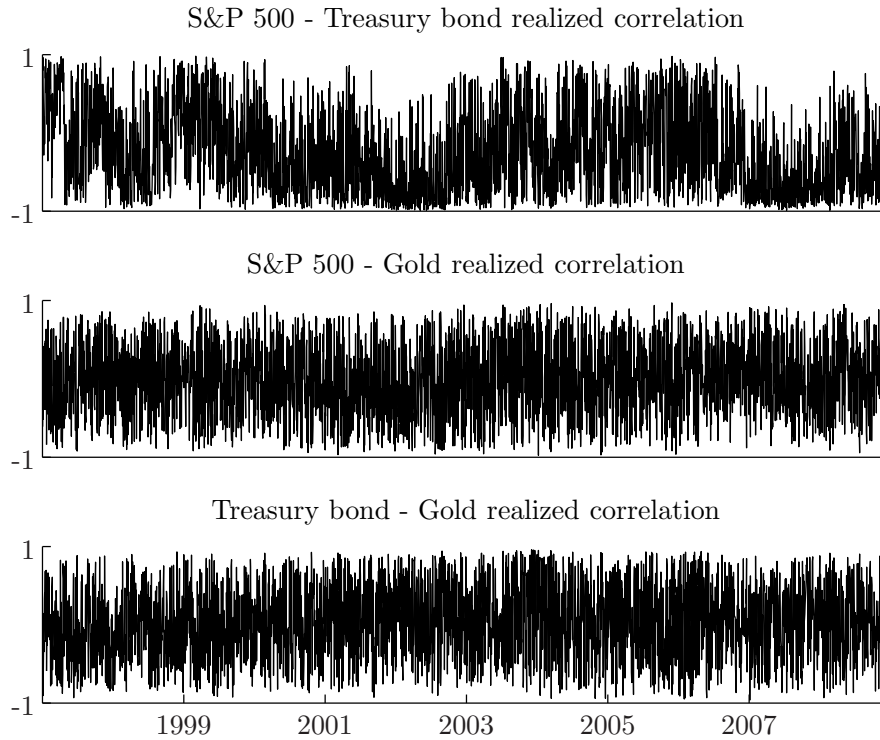 S&P 500 - Treasury bond realized correlation
1
-1
S&P 500 - Gold realized correlation
1
-1
Treasury bond - Gold realized correlation
1
-1
1999 2001 2003 2005 2007